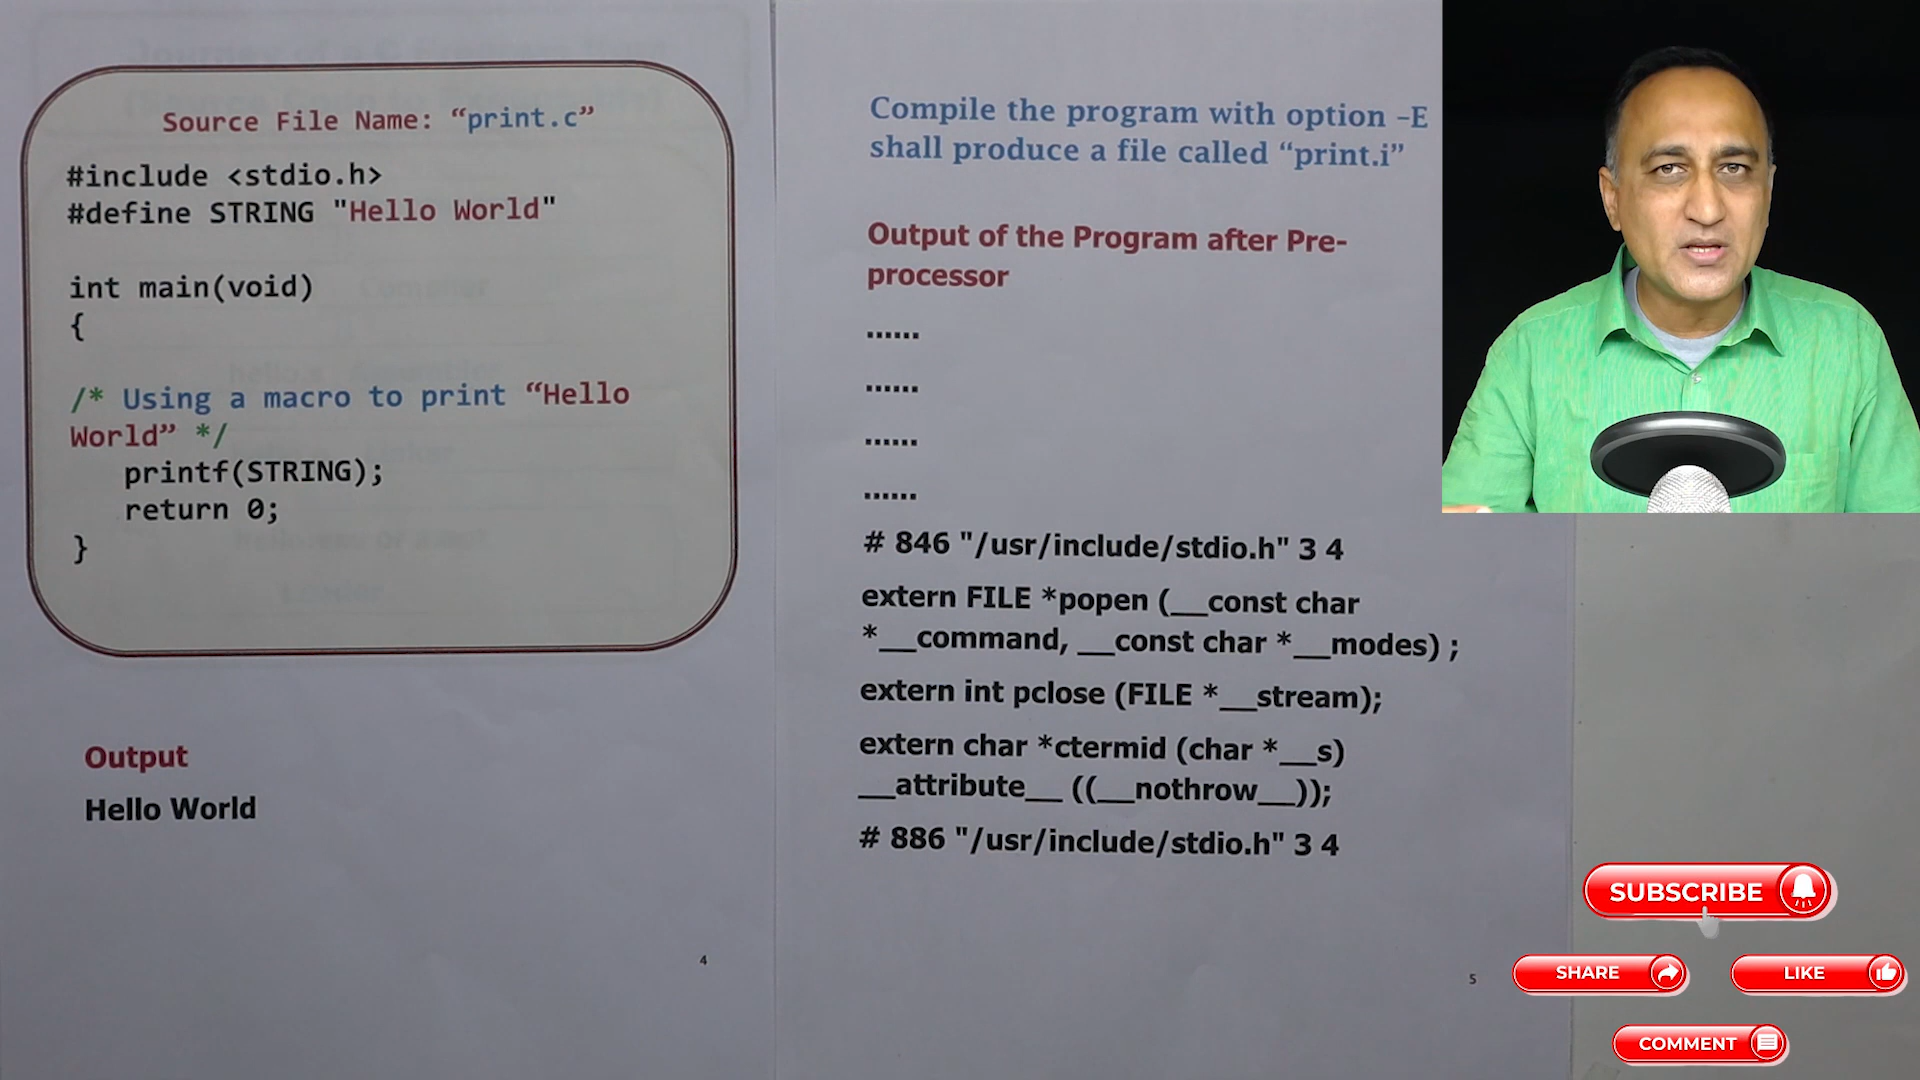 Source File Name: “print.c”
#include <stdio.h>
#define STRING "Hello World"
int main(void)
{
/* Using a macro to print “Hello
World” */
printf(STRING);
return 0;
}
Output
Hello World
4
Compile the program with option –E
shall produce a file called “print.i”
Output of the Program after Pre-
processor
......
......
......
......
# 846 "/usr/include/stdio.h" 3 4
extern FILE *popen (__const char
*__command, __const char *__modes) ;
extern int pclose (FILE *__stream);
extern char *ctermid (char *__s)
__attribute__ ((__nothrow__));
# 886 "/usr/include/stdio.h" 3 4
5
SUBSCRIBE
SHARE
LIKE
COMMENT